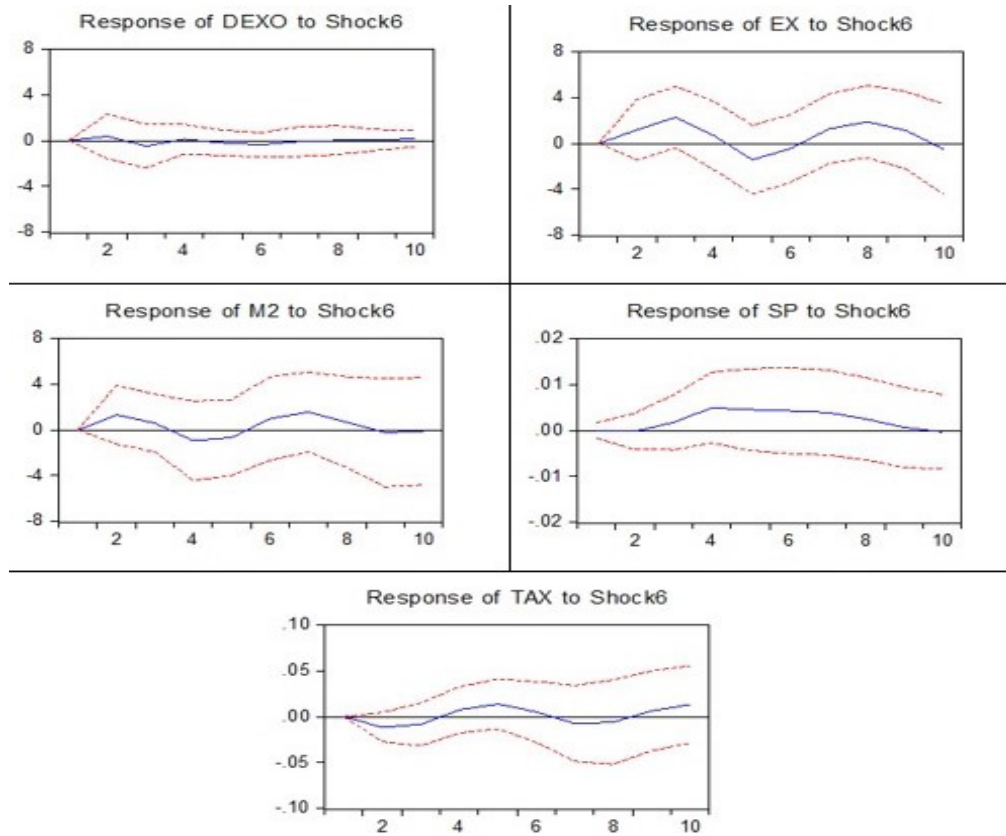 Response of DEXO to Shock6
8
4
0
-4
-8
2 4 6 8 10
Response of EX to Shock6
8
4
0
-4
-8
2 4 6 8 10
Response of M2 to Shock6
8
4
0
-4
-8
2 4 6 8 10
Response of SP to Shock6
.02
.01
.00
-.01
-.02
2 4 6 8 10
Response of TAX to Shock6
.10
.05
.00
-.05
-.10
2 4 6 8 10